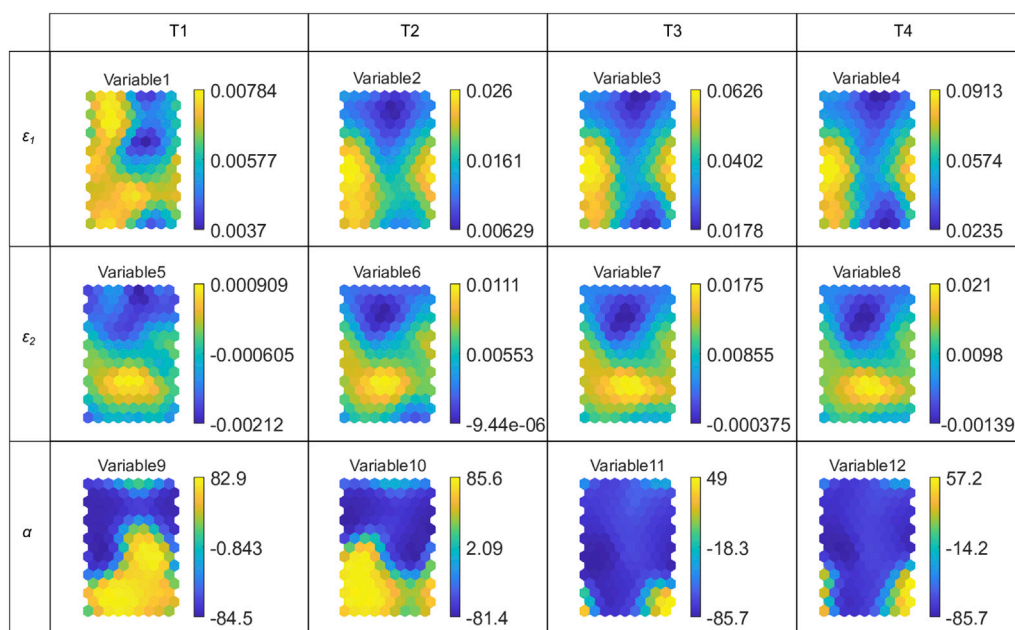 T1 T2 T3 T4
ε1
Variable1 Variable2 Variable3 Variable4
0.00784 0.026 0.0626 0.0913
0.00577 0.0161 0.0402 0.0574
0.0037 0.00629 0.0178 0.0235
ε2
Variable5 Variable6 Variable7 Variable8
0.000909 0.0111 0.0175 0.021
-0.000605 0.00553 0.00855 0.0098
-0.00212 -9.44e-06 -0.000375 -0.00139
α
Variable9 Variable10 Variable11 Variable12
82.9 85.6 49 57.2
-0.843 2.09 -18.3 -14.2
-84.5 -81.4 -85.7 -85.7